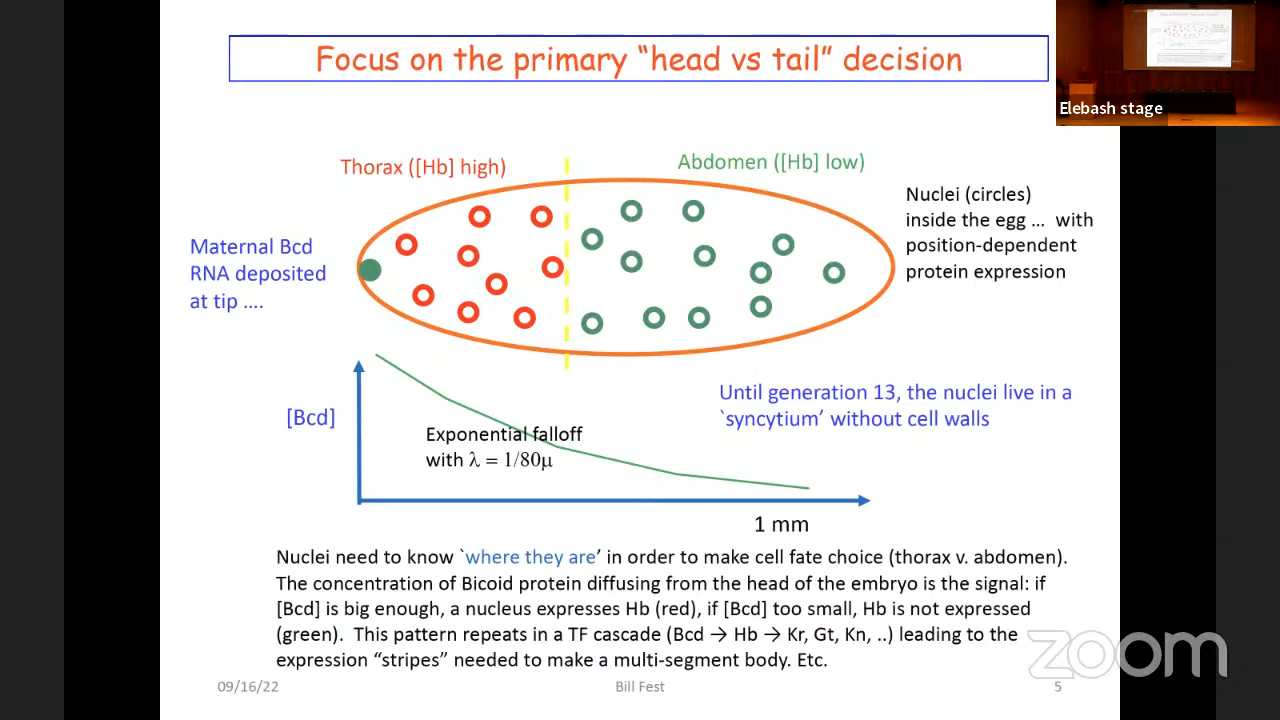 Focus on the primary “head vs tail” decision
Elebash stage
Thorax ([Hb] high)
Abdomen ([Hb] low)
Nuclei (circles)
inside the egg … with
position-dependent
protein expression
Maternal Bcd
RNA deposited
at tip ….
[Bcd]
Exponential falloff
with λ = 1/80μ
Until generation 13, the nuclei live in a
`syncytium’ without cell walls
1 mm
Nuclei need to know `where they are’ in order to make cell fate choice (thorax v. abdomen).
The concentration of Bicoid protein diffusing from the head of the embryo is the signal: if
[Bcd] is big enough, a nucleus expresses Hb (red), if [Bcd] too small, Hb is not expressed
(green).  This pattern repeats in a TF cascade (Bcd → Hb → Kr, Gt, Kn, ..) leading to the
expression “stripes” needed to make a multi-segment body. Etc.
zoom
09/16/22
Bill Fest
5